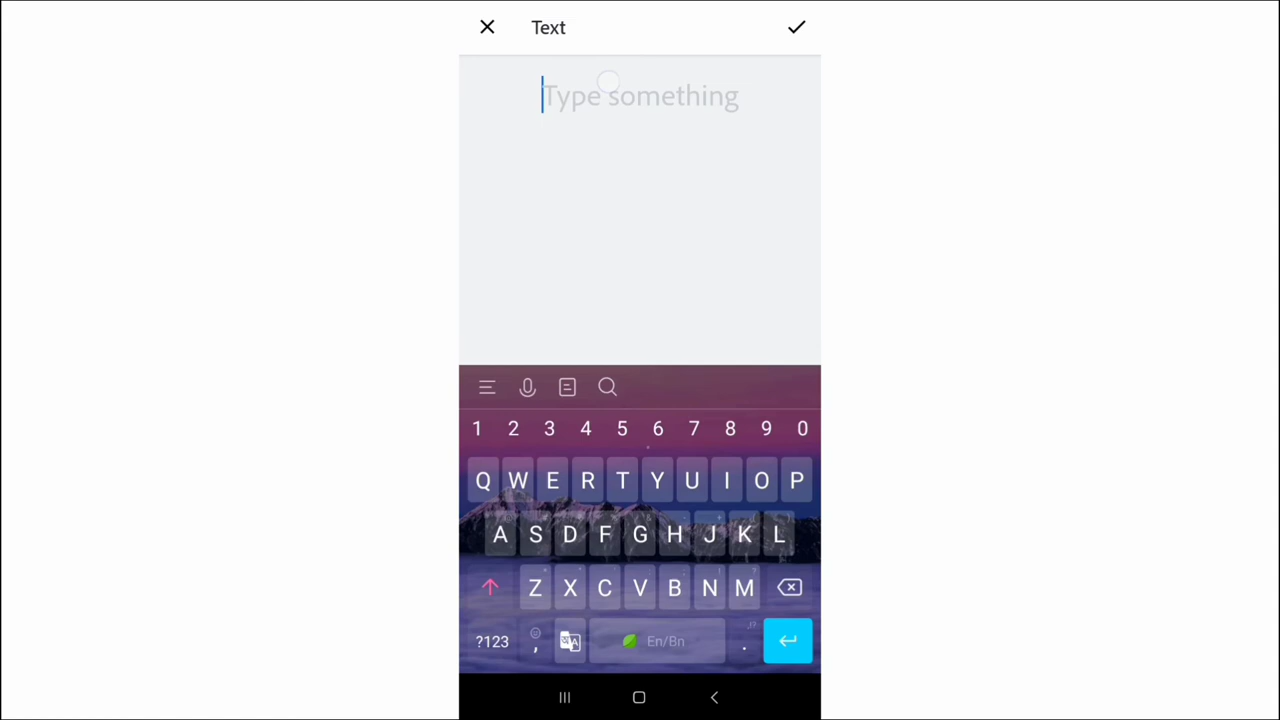 Text
Type something
1 2 3 4 5 6 7 8 9 0
Q W E R T Y U I O P
A S D F G H J K L
Z X C V B N M
?123 , En/Bn .